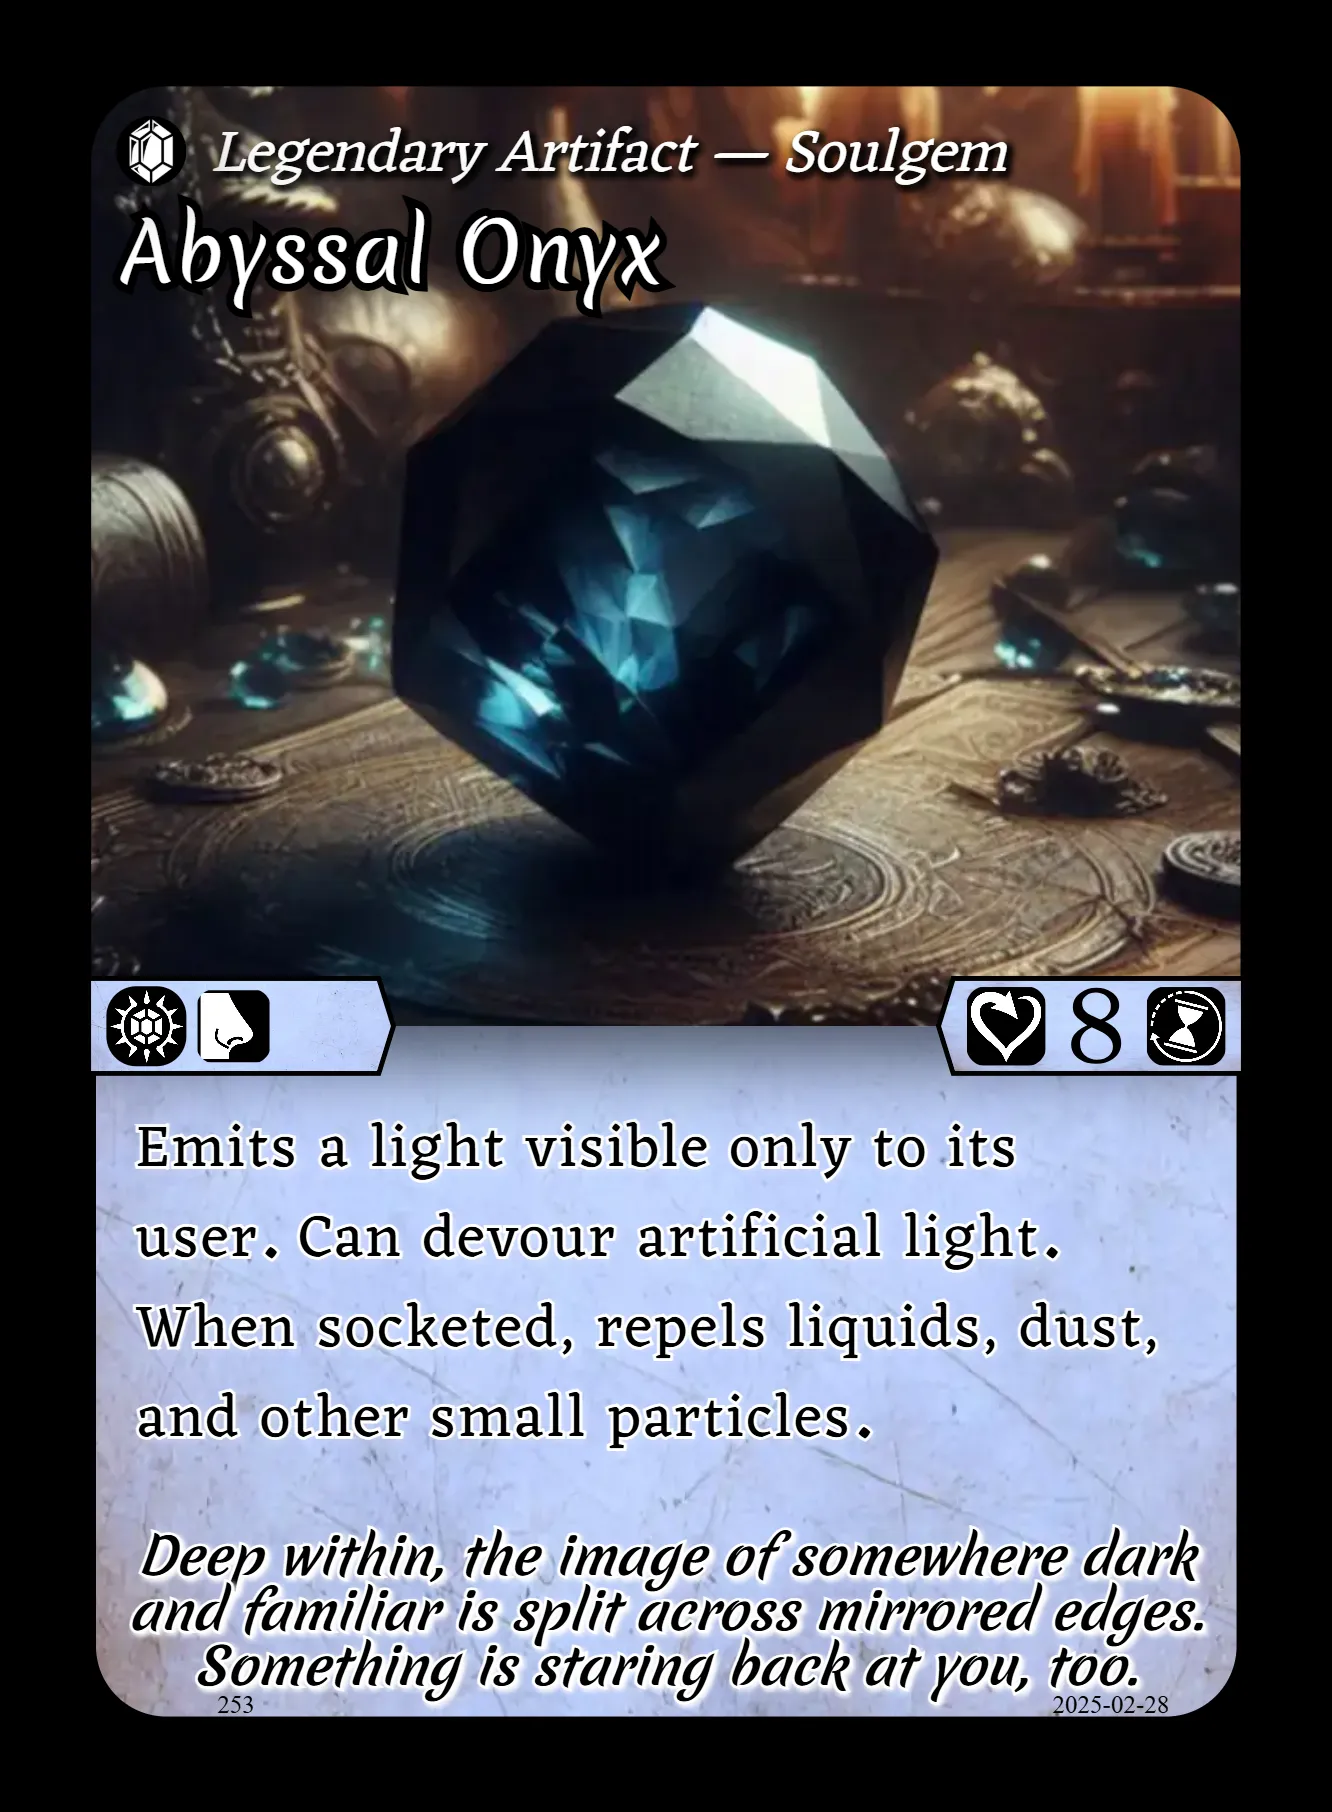 Legendary Artifact — Soulgem
Abyssal Onyx
8
Emits a light visible only to its
user. Can devour artificial light.
When socketed, repels liquids, dust,
and other small particles.
Deep within, the image of somewhere dark
and familiar is split across mirrored edges.
Something is staring back at you, too.
253 2025-02-28